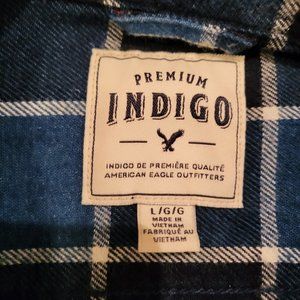 PREMIUM
INDIGO
INDIGO DE PREMIÈRE QUALITÉ
AMERICAN EAGLE OUTFITTERS
L/G/G
MADE IN
VIETNAM
FABRIQUÉ AU
VIETNAM